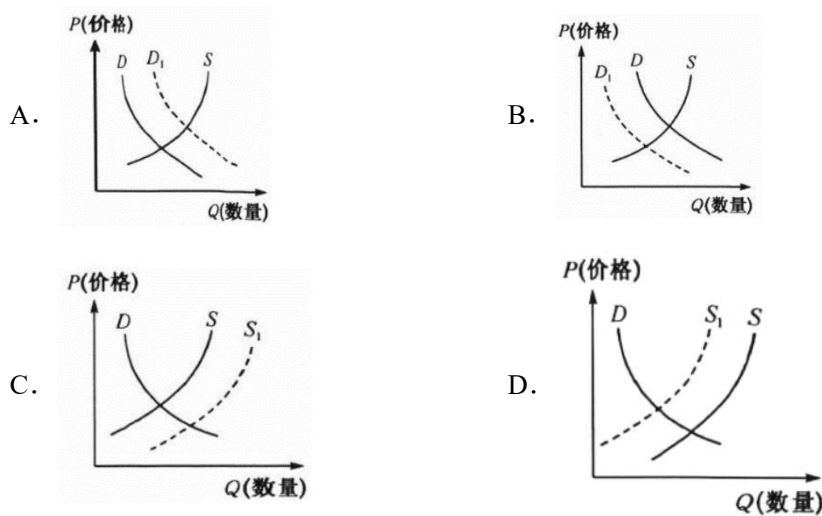 A.
P(价格)
D D₁ S
Q(数量)
B.
P(价格)
D₁ D S
Q(数量)
C.
P(价格)
D S S₁
Q(数量)
D.
P(价格)
D S₁ S
Q(数量)